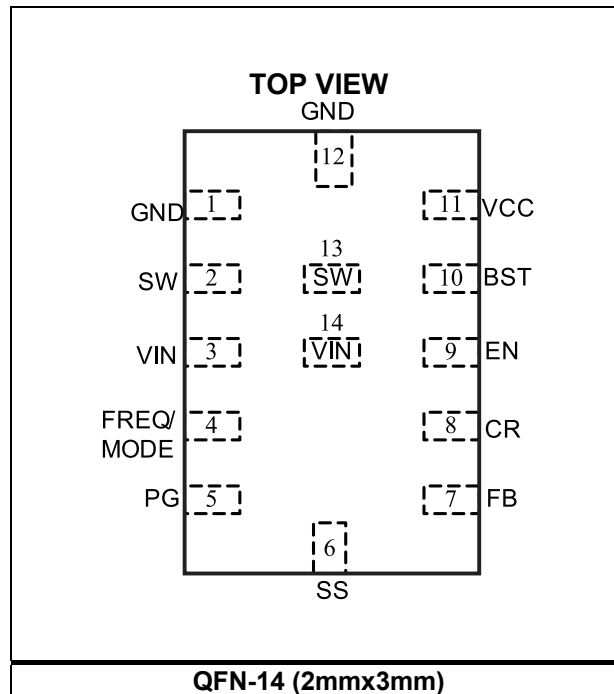 TOP VIEW
GND
12
GND 1 11 VCC
13
SW 2 SW 10 BST
14
VIN 3 VIN 9 EN
FREQ/
MODE 4 8 CR
PG 5 7 FB
6
SS
QFN-14 (2mmx3mm)